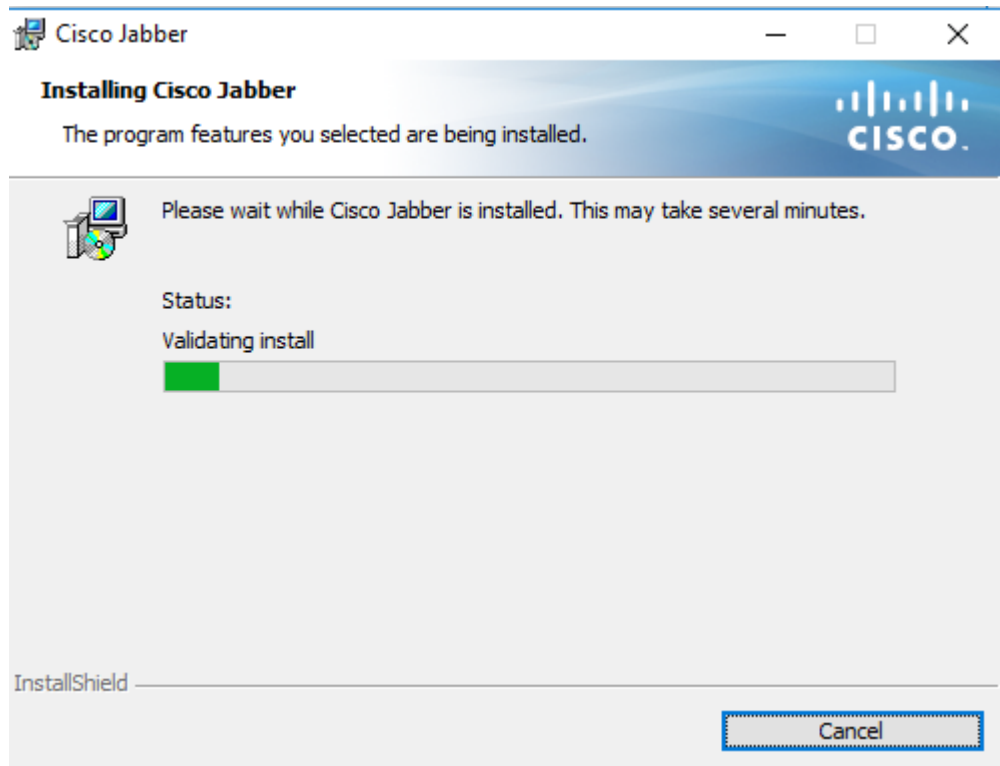 Cisco Jabber
Installing Cisco Jabber
The program features you selected are being installed.
CISCO.
Please wait while Cisco Jabber is installed. This may take several minutes.
Status:
Validating install
InstallShield
Cancel